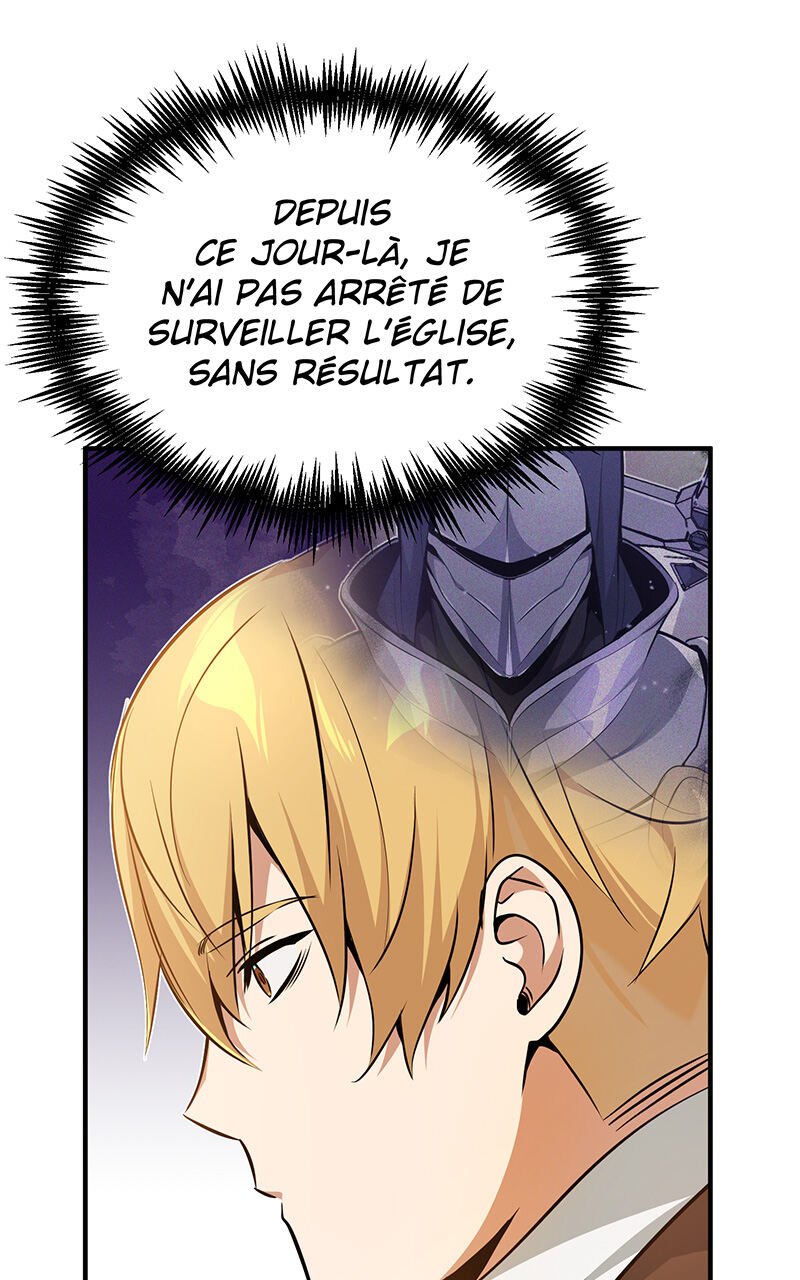 DEPUIS
CE JOUR-LÀ, JE
N'AI PAS ARRÊTÉ DE
SURVEILLER L'ÉGLISE,
SANS RÉSULTAT.